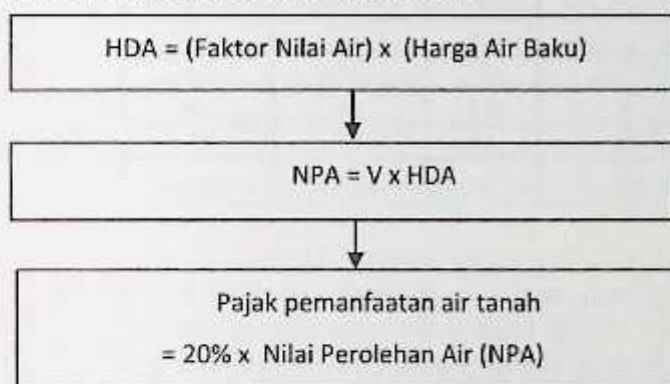 HDA = (Faktor Nilai Air) x (Harga Air Baku)
NPA = V x HDA
Pajak pemanfaatan air tanah
= 20% x Nilai Perolehan Air (NPA)